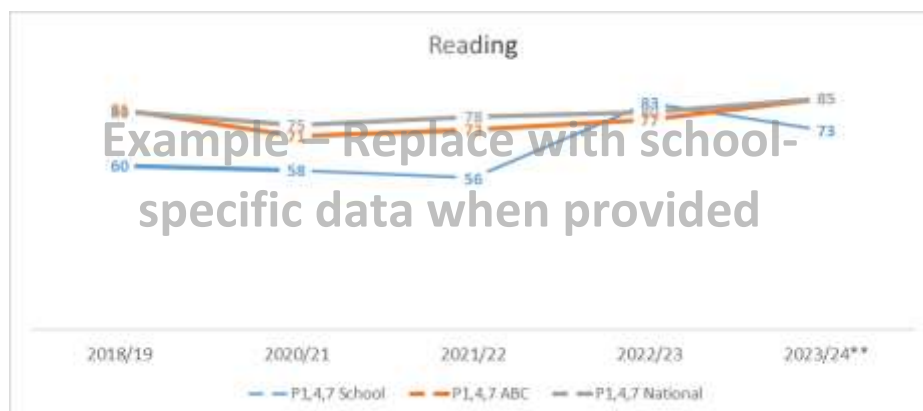 Reading
83
85
75
78
77
73
71
73
60
58
56
Example – Replace with school-
specific data when provided
2018/19
2020/21
2021/22
2022/23
2023/24**
P1,4,7 School
P1,4,7 ABC
P1,4,7 National